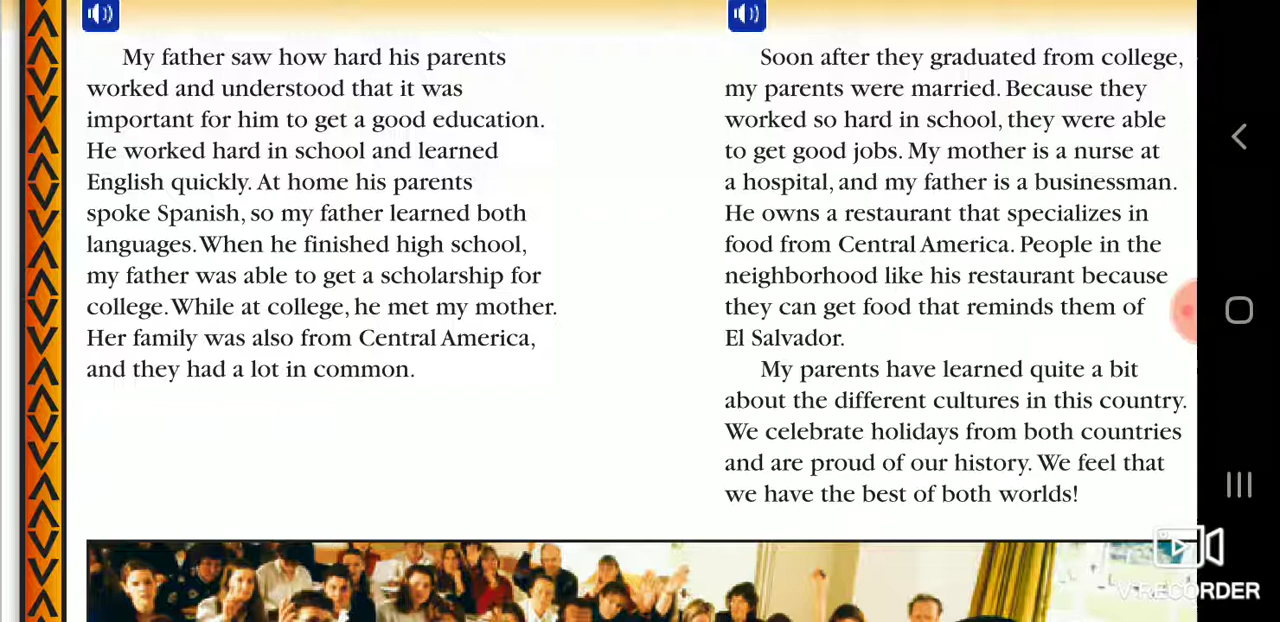 My father saw how hard his parents
worked and understood that it was
important for him to get a good education.
He worked hard in school and learned
English quickly. At home his parents
spoke Spanish, so my father learned both
languages. When he finished high school,
my father was able to get a scholarship for
college. While at college, he met my mother.
Her family was also from Central America,
and they had a lot in common.
Soon after they graduated from college,
my parents were married. Because they
worked so hard in school, they were able
to get good jobs. My mother is a nurse at
a hospital, and my father is a businessman.
He owns a restaurant that specializes in
food from Central America. People in the
neighborhood like his restaurant because
they can get food that reminds them of
El Salvador.
My parents have learned quite a bit
about the different cultures in this country.
We celebrate holidays from both countries
and are proud of our history. We feel that
we have the best of both worlds!
V RECORDER